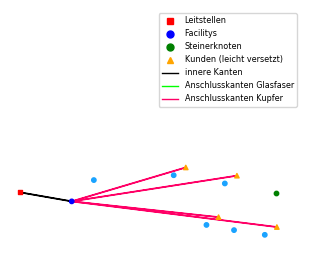 Leitstellen
Facilitys
Steinerknoten
Kunden (leicht versetzt)
innere Kanten
Anschlusskanten Glasfaser
Anschlusskanten Kupfer